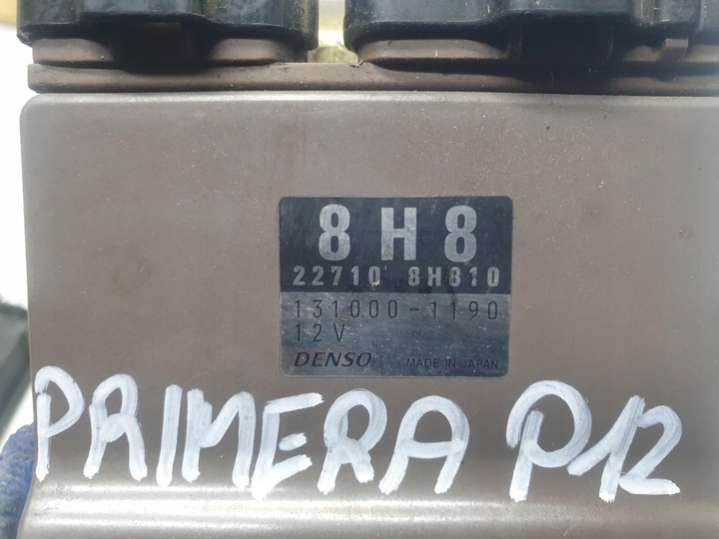 8H8
22710 8H810
131000-1190
12V
DENSO MADE IN JAPAN
PRIMERA P12